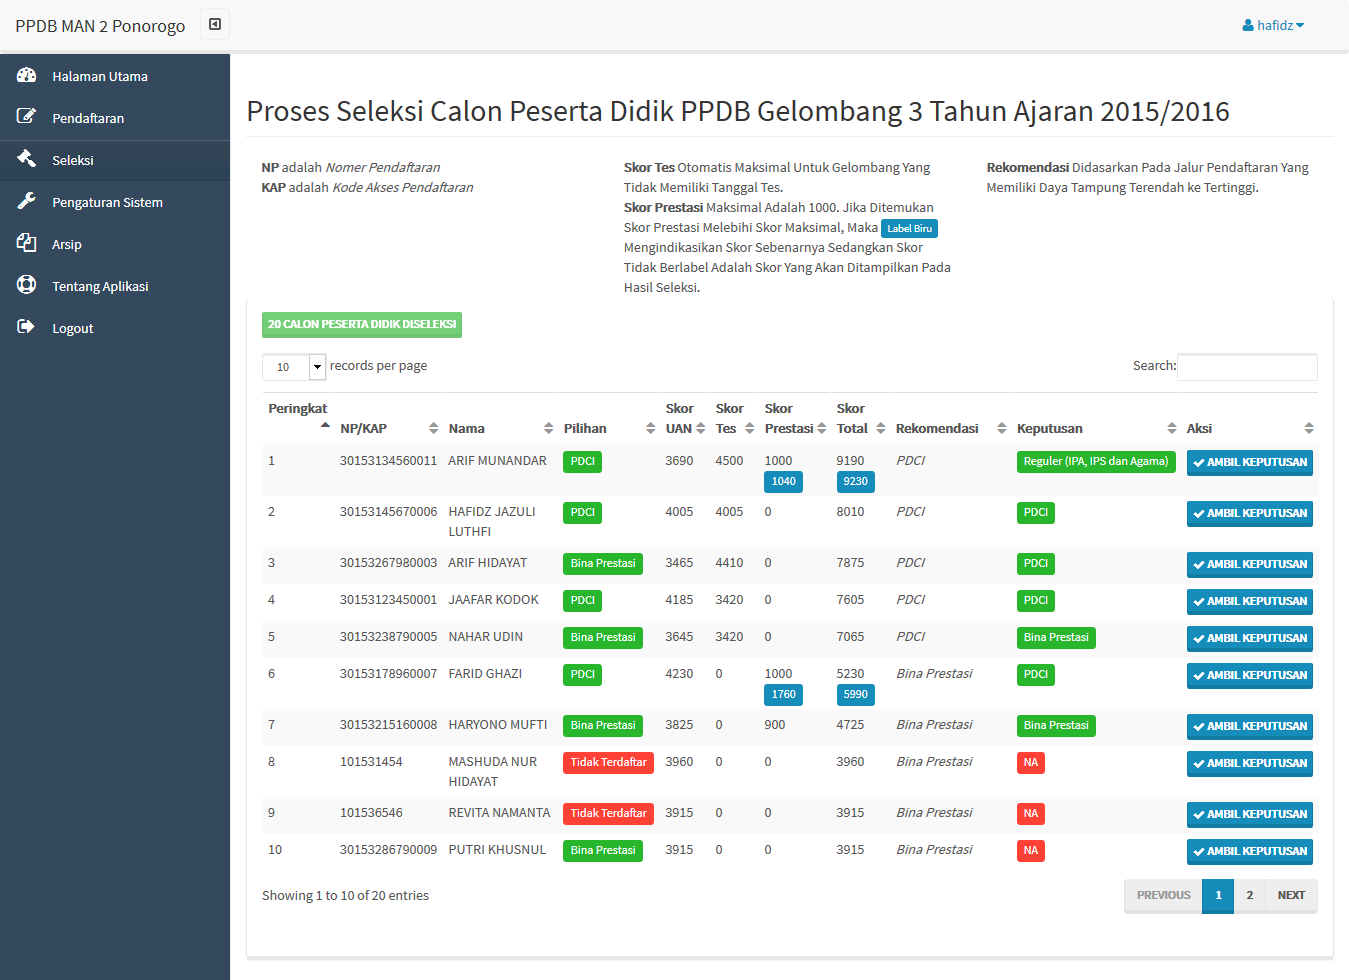 PPDB MAN 2 Ponorogo
hafidz
Halaman Utama
Pendaftaran
Seleksi
Pengaturan Sistem
Arsip
Tentang Aplikasi
Logout
Proses Seleksi Calon Peserta Didik PPDB Gelombang 3 Tahun Ajaran 2015/2016
NP adalah Nomer Pendaftaran
KAP adalah Kode Akses Pendaftaran
Skor Tes Otomatis Maksimal Untuk Gelombang Yang
Tidak Memiliki Tanggal Tes.
Skor Prestasi Maksimal Adalah 1000. Jika Ditemukan
Skor Prestasi Melebihi Skor Maksimal, Maka Label Biru
Mengindikasikan Skor Sebenarnya Sedangkan Skor
Tidak Berlabel Adalah Skor Yang Akan Ditampilkan Pada
Hasil Seleksi.
Rekomendasi Didasarkan Pada Jalur Pendaftaran Yang
Memiliki Daya Tampung Terendah ke Tertinggi.
20 CALON PESERTA DIDIK DISELEKSI
10 records per page
Search:
Peringkat NP/KAP Nama Pilihan Skor UAN Skor Tes Skor Prestasi Skor Total Rekomendasi Keputusan Aksi
1 30153134560011 ARIF MUNANDAR PDCI 3690 4500 1000 9190 PDCI Reguler (IPA, IPS dan Agama) AMBIL KEPUTUSAN
1040 9230
2 30153145670006 HAFIDZ JAZULI PDCI 4005 4005 0 8010 PDCI PDCI AMBIL KEPUTUSAN
LUTHFI
3 30153267980003 ARIF HIDAYAT Bina Prestasi 3465 4410 0 7875 PDCI PDCI AMBIL KEPUTUSAN
4 30153123450001 JAAFAR KODOK PDCI 4185 3420 0 7605 PDCI PDCI AMBIL KEPUTUSAN
5 30153238790005 NAHAR UDIN Bina Prestasi 3645 3420 0 7065 PDCI Bina Prestasi AMBIL KEPUTUSAN
6 30153178960007 FARID GHAZI PDCI 4230 0 1000 5230 Bina Prestasi PDCI AMBIL KEPUTUSAN
1760 5990
7 30153215160008 HARYONO MUFTI Bina Prestasi 3825 0 900 4725 Bina Prestasi Bina Prestasi AMBIL KEPUTUSAN
8 101531454 MASHUDA NUR Tidak Terdaftar 3960 0 0 3960 Bina Prestasi NA AMBIL KEPUTUSAN
HIDAYAT
9 101536546 REVITA NAMANTA Tidak Terdaftar 3915 0 0 3915 Bina Prestasi NA AMBIL KEPUTUSAN
10 30153286790009 PUTRI KHUSNUL Bina Prestasi 3915 0 0 3915 Bina Prestasi NA AMBIL KEPUTUSAN
Showing 1 to 10 of 20 entries
PREVIOUS 1 2 NEXT